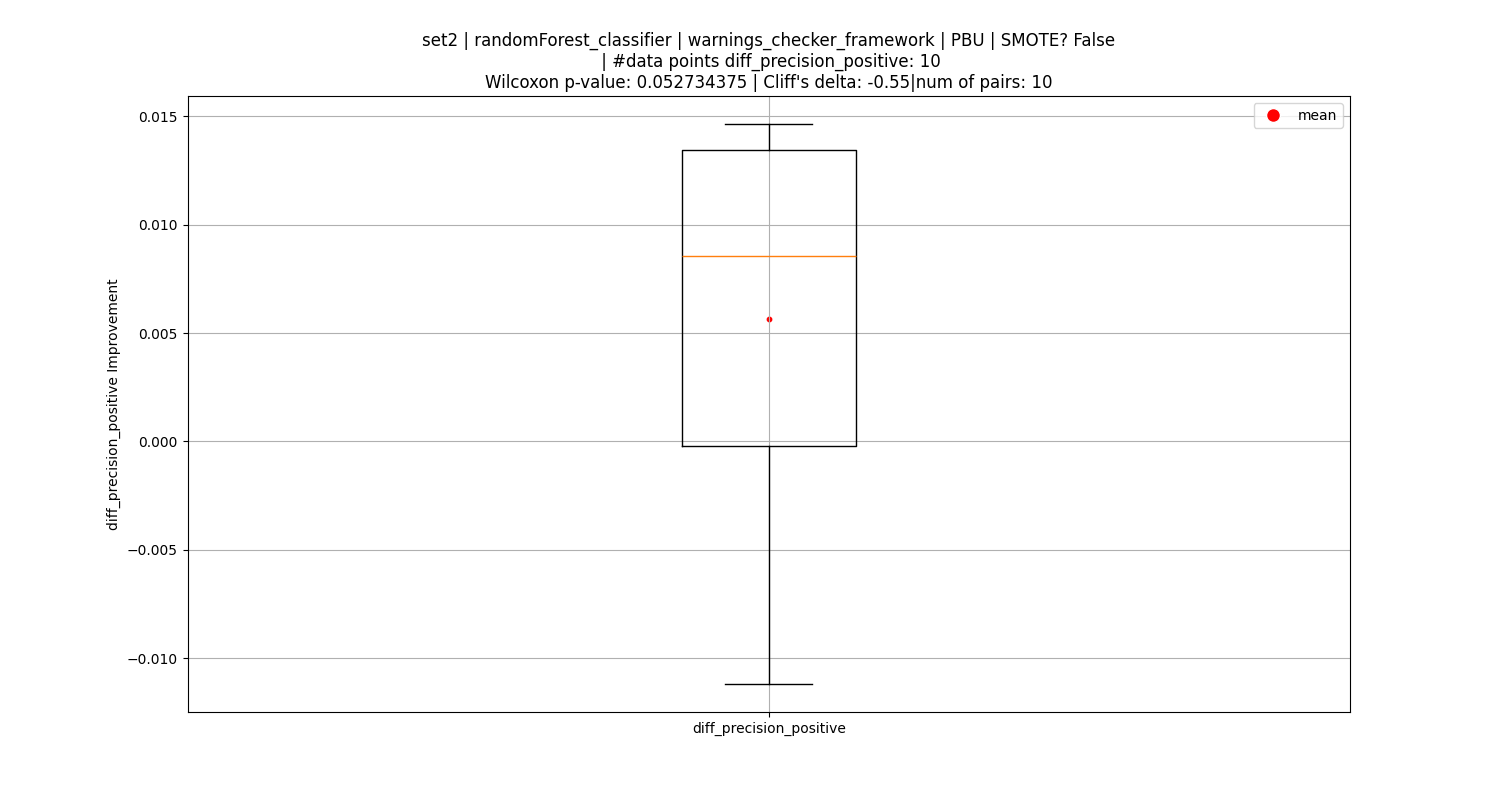 set2 | randomForest_classifier | warnings_checker_framework | PBU | SMOTE? False
| #data points diff_precision_positive: 10
Wilcoxon p-value: 0.052734375 | Cliff's delta: -0.55|num of pairs: 10
mean
0.015
0.010
0.005
0.000
−0.005
−0.010
diff_precision_positive Improvement
diff_precision_positive